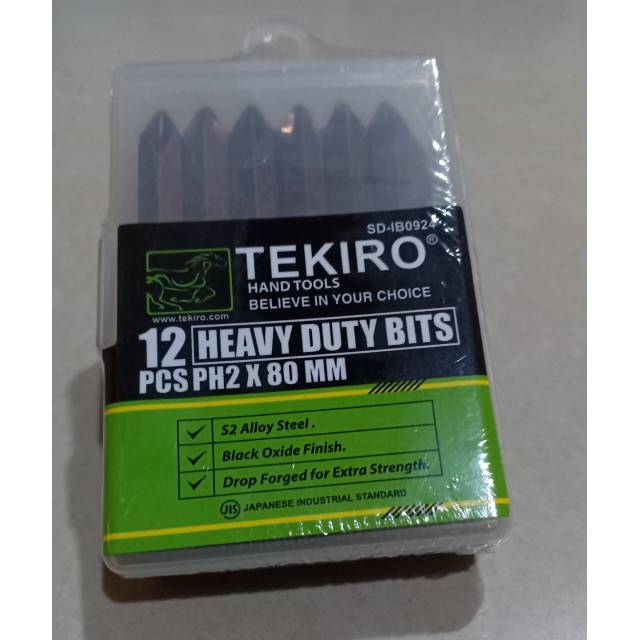 SD-IB0924
TEKIRO®
HAND TOOLS
BELIEVE IN YOUR CHOICE
www.tekiro.com
12 HEAVY DUTY BITS
PCS PH2 X 80 MM
S2 Alloy Steel .
Black Oxide Finish.
Drop Forged for Extra Strength.
JIS JAPANESE INDUSTRIAL STANDARD